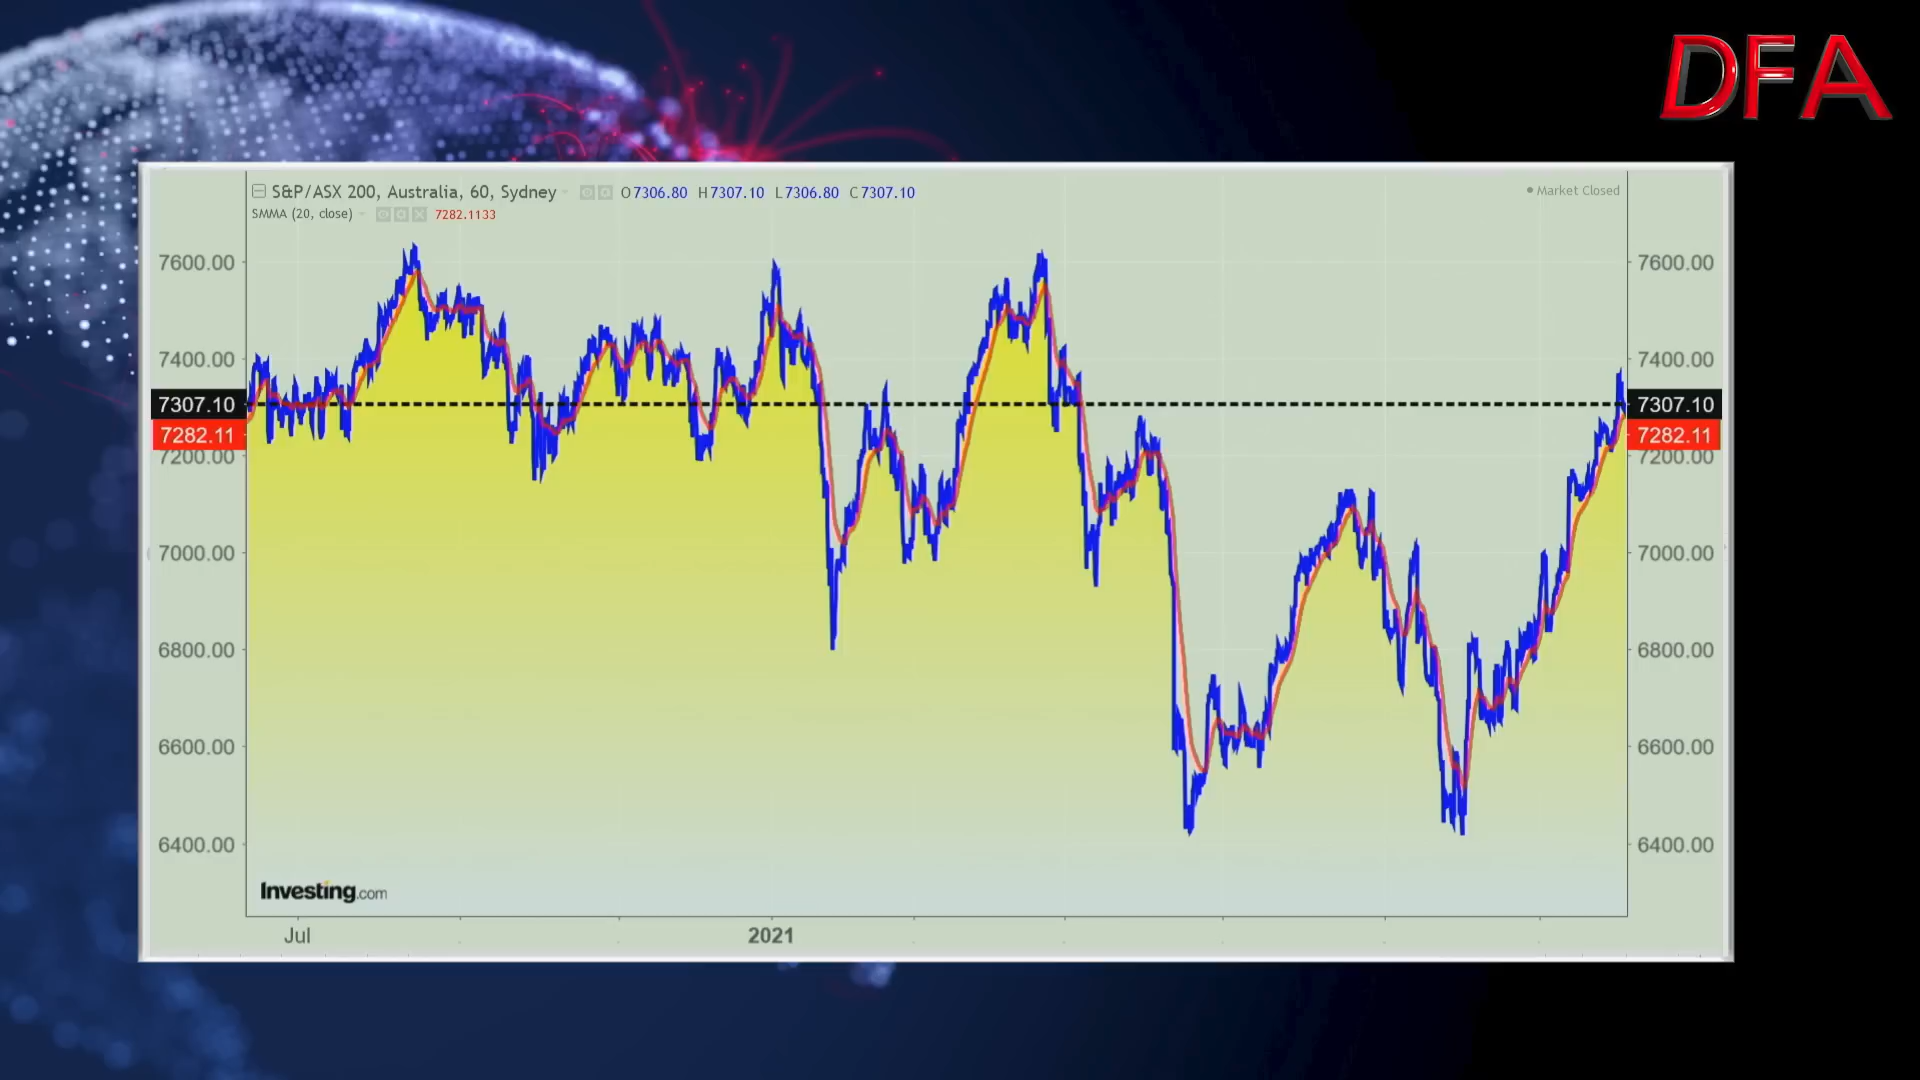 DFA
S&P/ASX 200, Australia, 60, Sydney O7306.80 H7307.10 L7306.80 C7307.10
Market Closed
SMMA (20, close) 7282.1133
7600.00 7600.00
7400.00 7400.00
7307.10 7307.10
7282.11 7282.11
7200.00 7200.00
7000.00 7000.00
6800.00 6800.00
6600.00 6600.00
6400.00 6400.00
Investing.com
Jul 2021